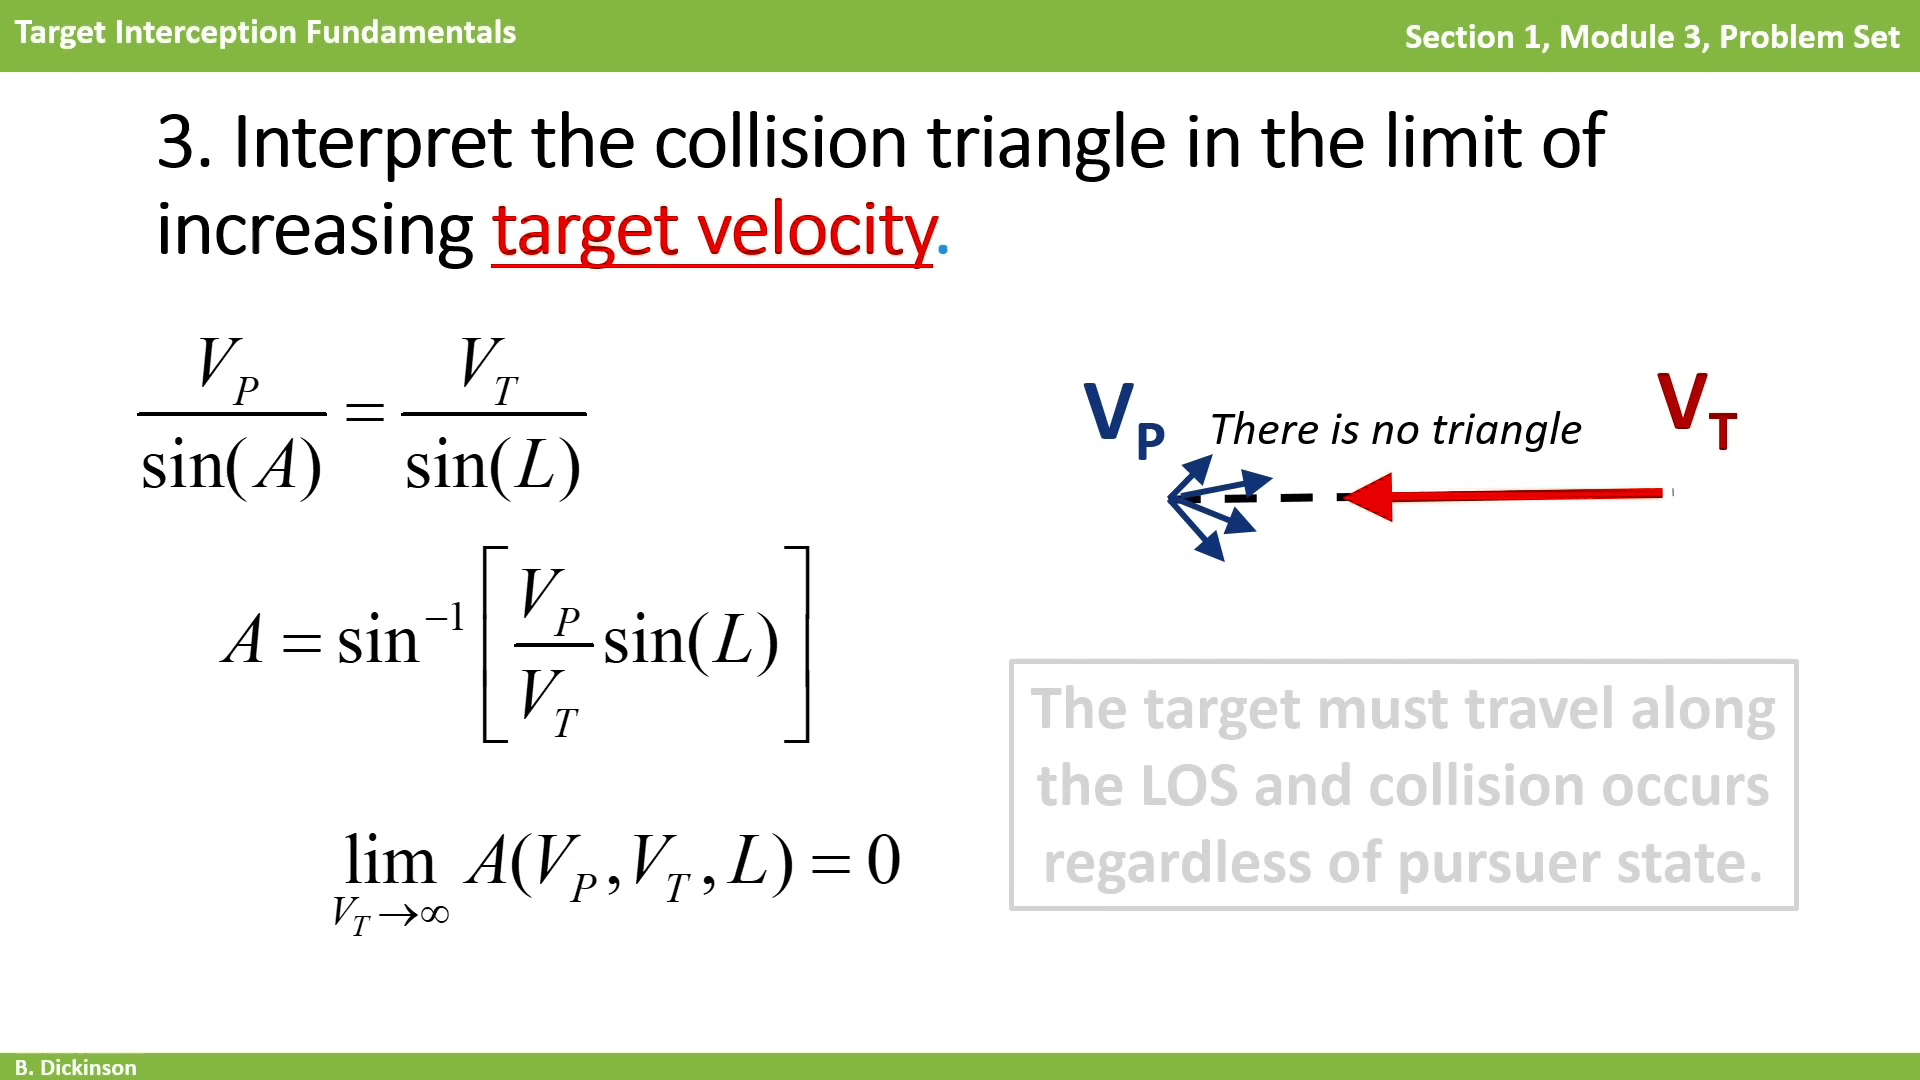 Target Interception Fundamentals
Section 1, Module 3, Problem Set
3. Interpret the collision triangle in the limit of
increasing target velocity.
V_P / sin(A) = V_T / sin(L)
V_P There is no triangle V_T
A = sin⁻¹ [ V_P / V_T sin(L) ]
The target must travel along
the LOS and collision occurs
regardless of pursuer state.
lim V_T→∞ A(V_P, V_T, L) = 0
B. Dickinson